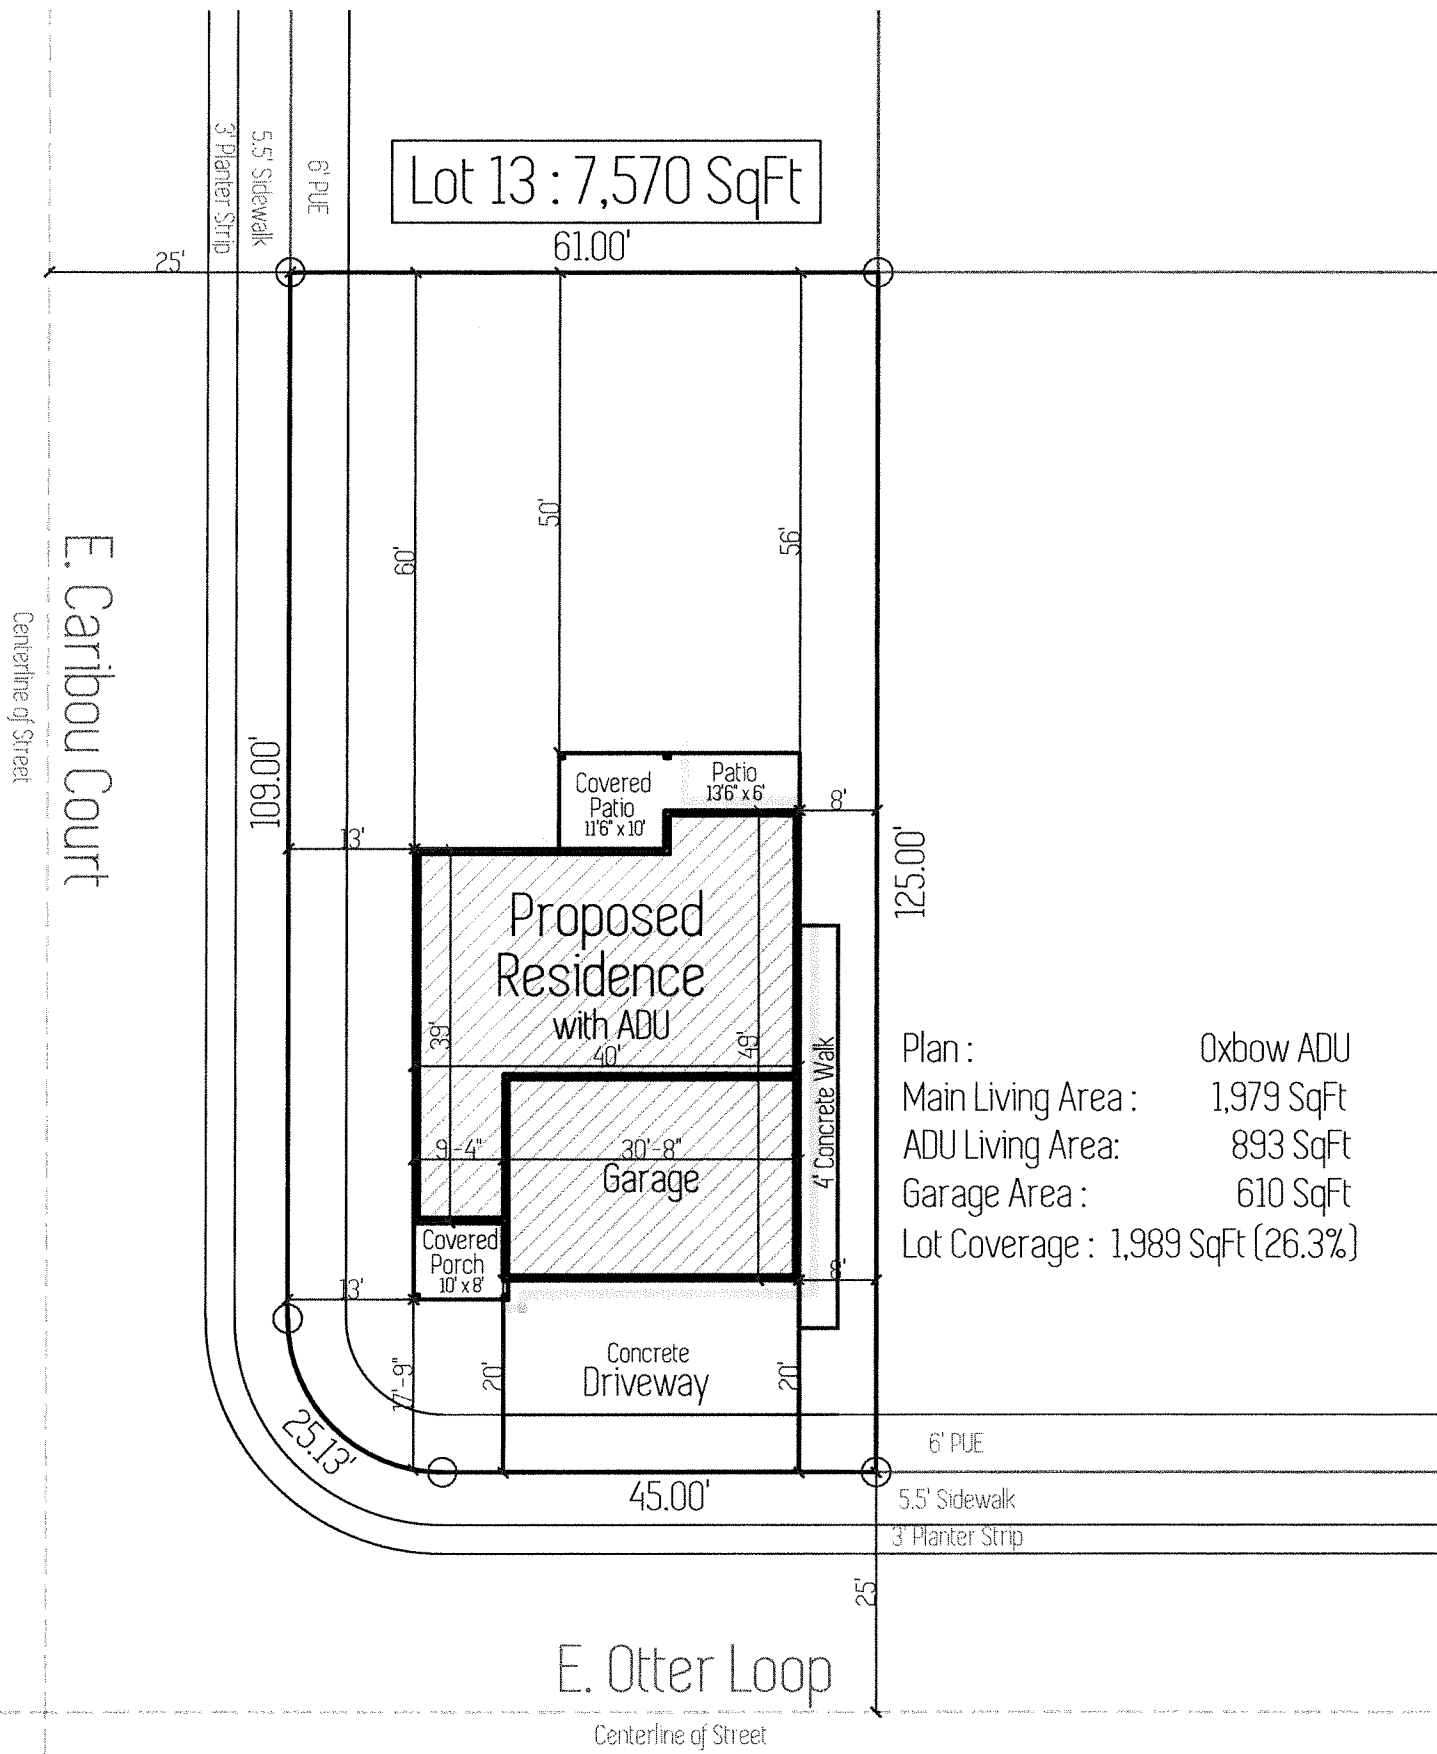 3' Planter Strip
5.5' Sidewalk
6' PUE
Lot 13 : 7,570 SqFt
61.00'
25'
50'
60'
56'
E. Caribou Court
Centerline of Street
109.00'
Covered
Patio
11'6" x 10'
Patio
13'6" x 6'
8'
13'
125.00'
Proposed
Residence
with ADU
39'
40'
49'
4' Concrete Walk
9'-4"
30'-8"
Garage
Plan : Oxbow ADU
Main Living Area : 1,979 SqFt
ADU Living Area: 893 SqFt
Garage Area : 610 SqFt
Lot Coverage : 1,989 SqFt (26.3%)
Covered
Porch
10' x 8'
8'
13'
17'-9"
20'
Concrete
Driveway
20'
25.13'
6' PUE
45.00'
5.5' Sidewalk
3' Planter Strip
25'
E. Otter Loop
Centerline of Street